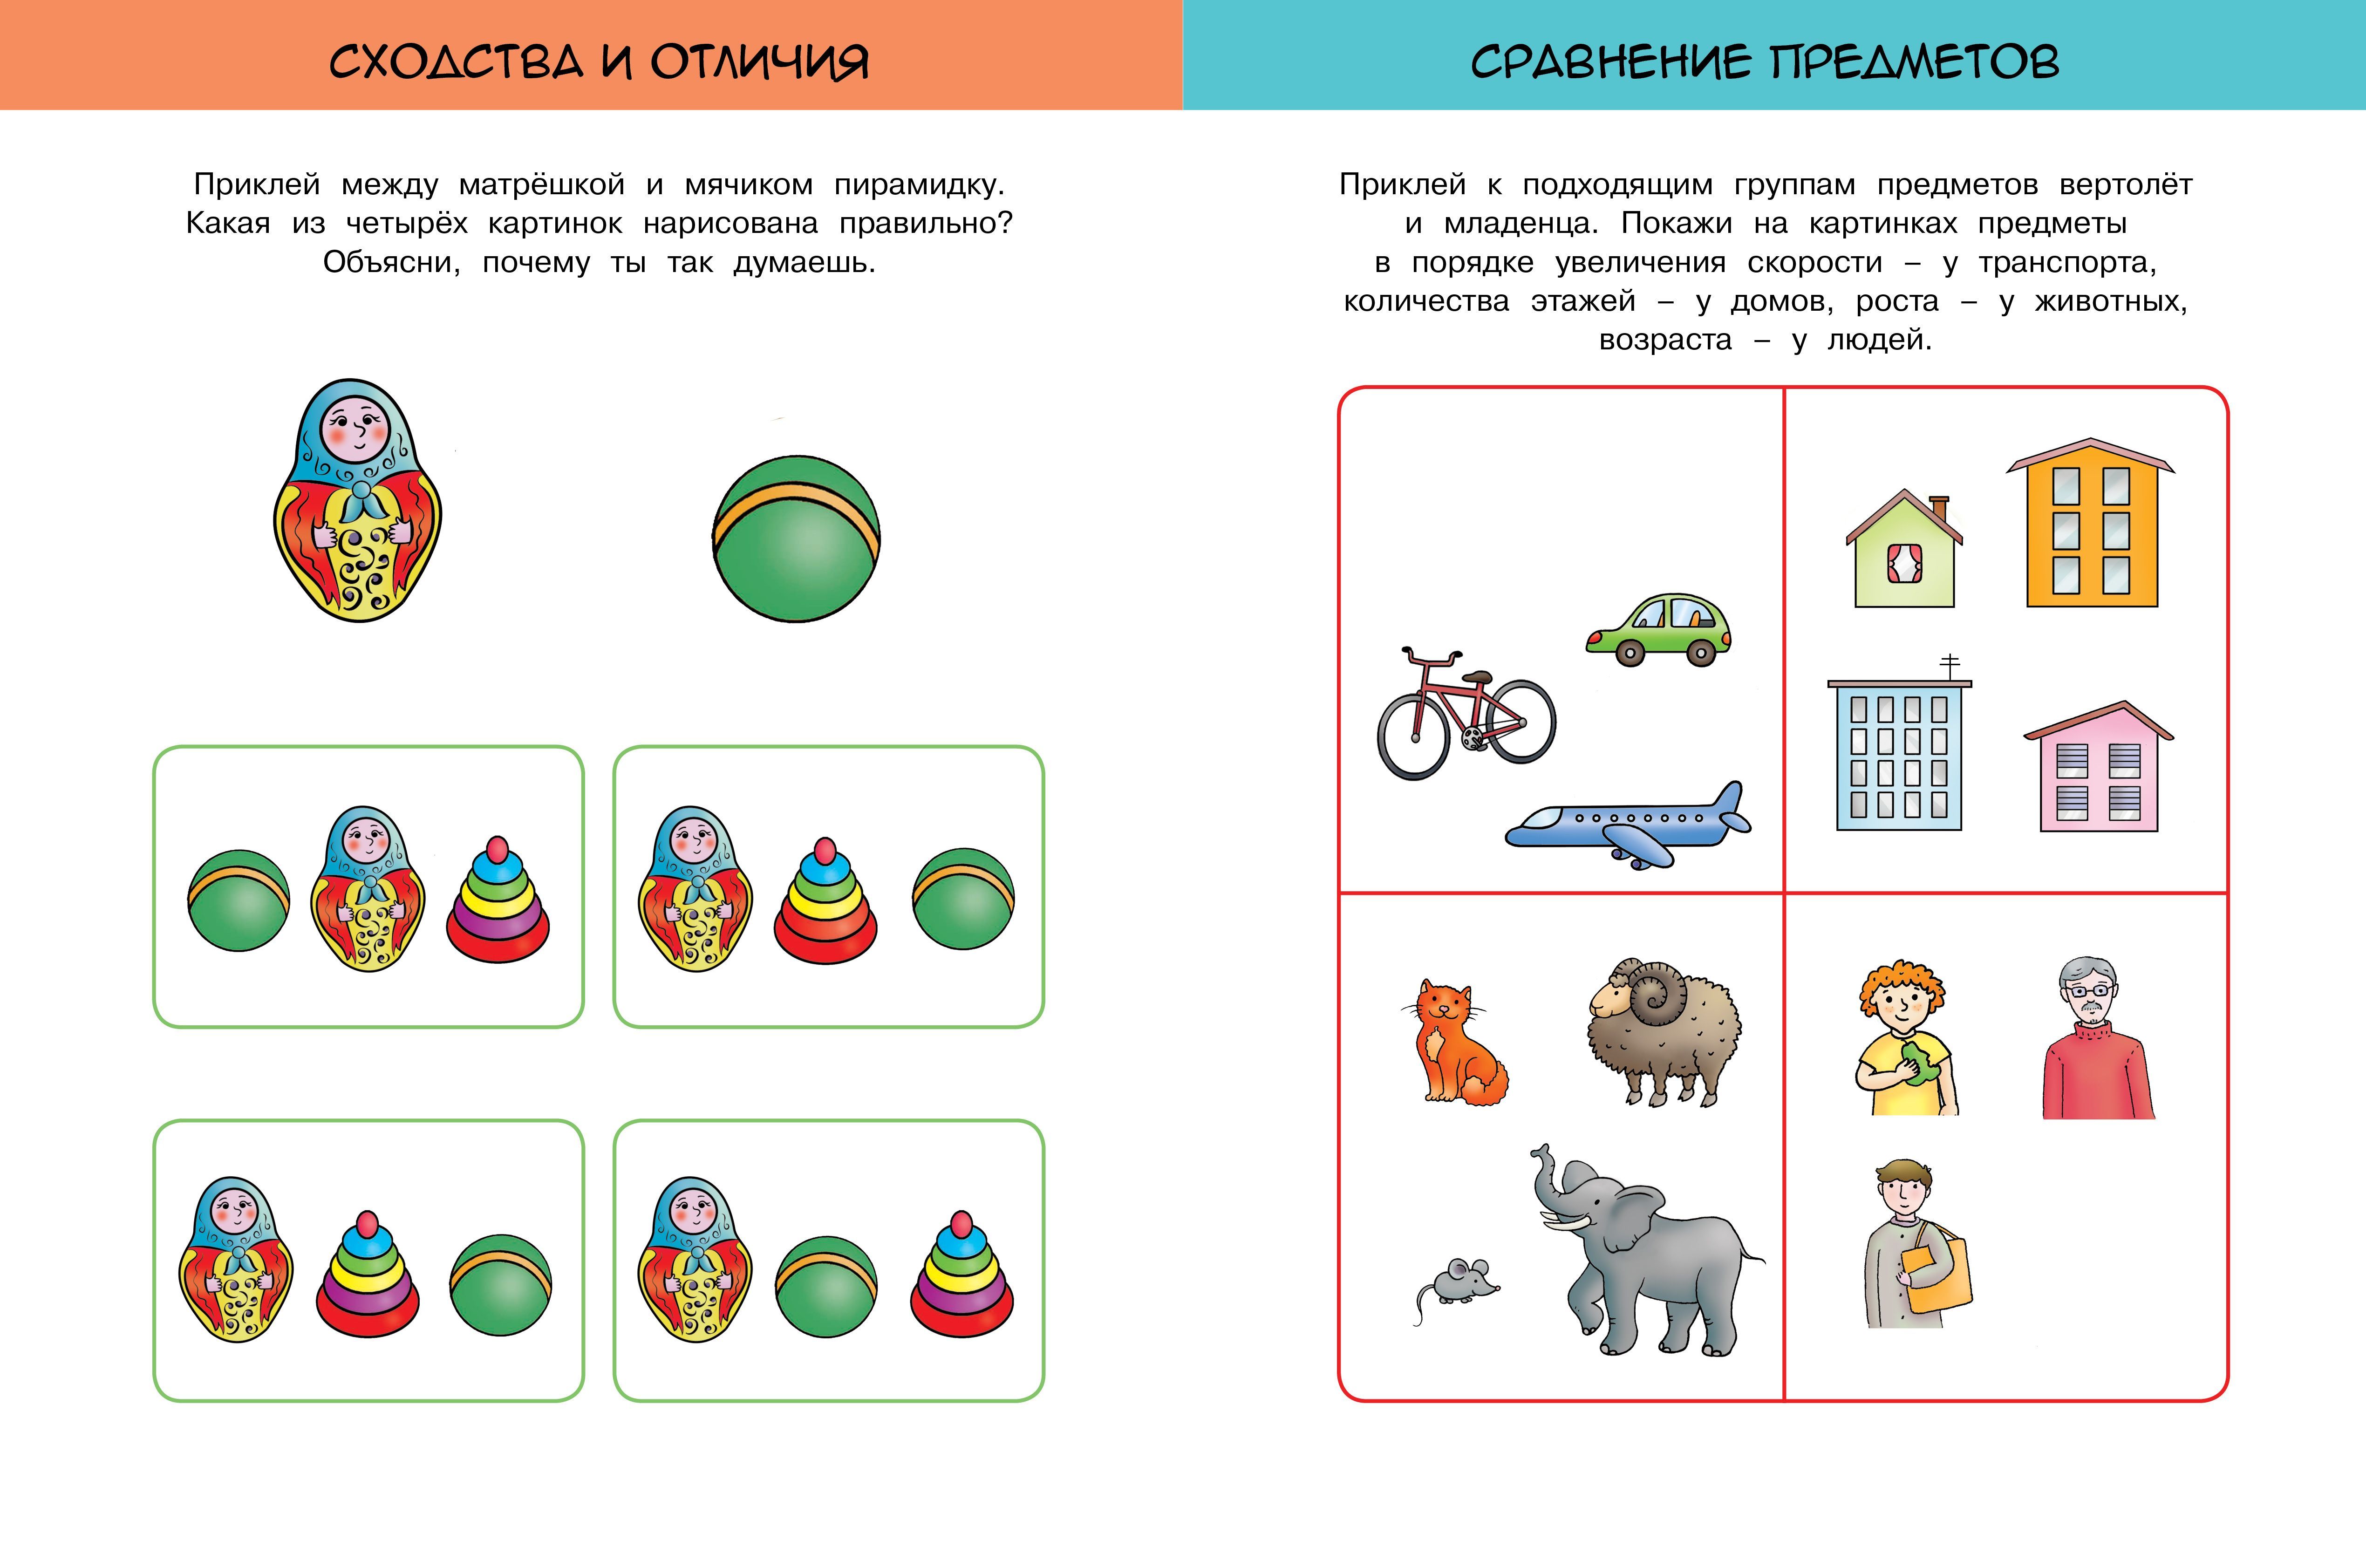 СХОДСТВА И ОТЛИЧИЯ
Приклей между матрёшкой и мячиком пирамидку.
Какая из четырёх картинок нарисована правильно?
Объясни, почему ты так думаешь.
СРАВНЕНИЕ ПРЕДМЕТОВ
Приклей к подходящим группам предметов вертолёт
и младенца. Покажи на картинках предметы
в порядке увеличения скорости – у транспорта,
количества этажей – у домов, роста – у животных,
возраста – у людей.